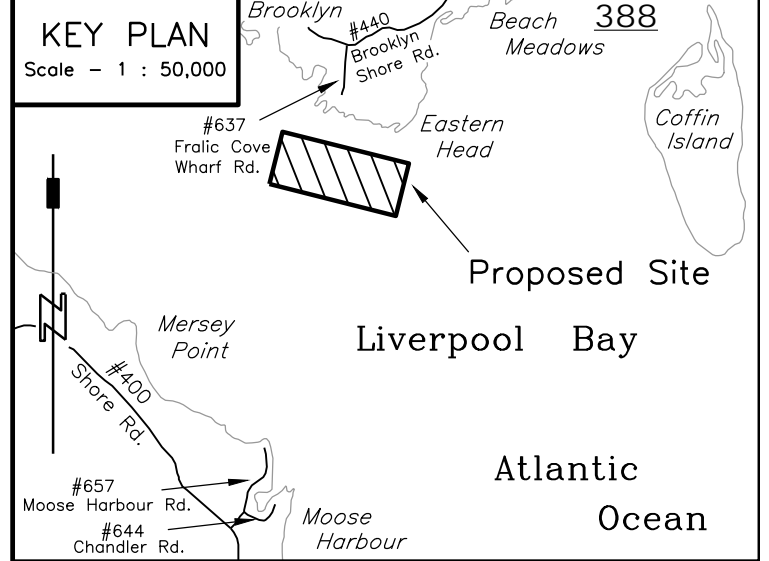 KEY PLAN
Scale - 1 : 50,000
Brooklyn
#440
Brooklyn
Shore Rd.
Beach
Meadows
388
#637
Fralic Cove
Wharf Rd.
Eastern
Head
Coffin
Island
Proposed Site
Mersey
Point
Liverpool Bay
#400
Shore Rd.
Atlantic
Ocean
#657
Moose Harbour Rd.
#644
Chandler Rd.
Moose
Harbour
N